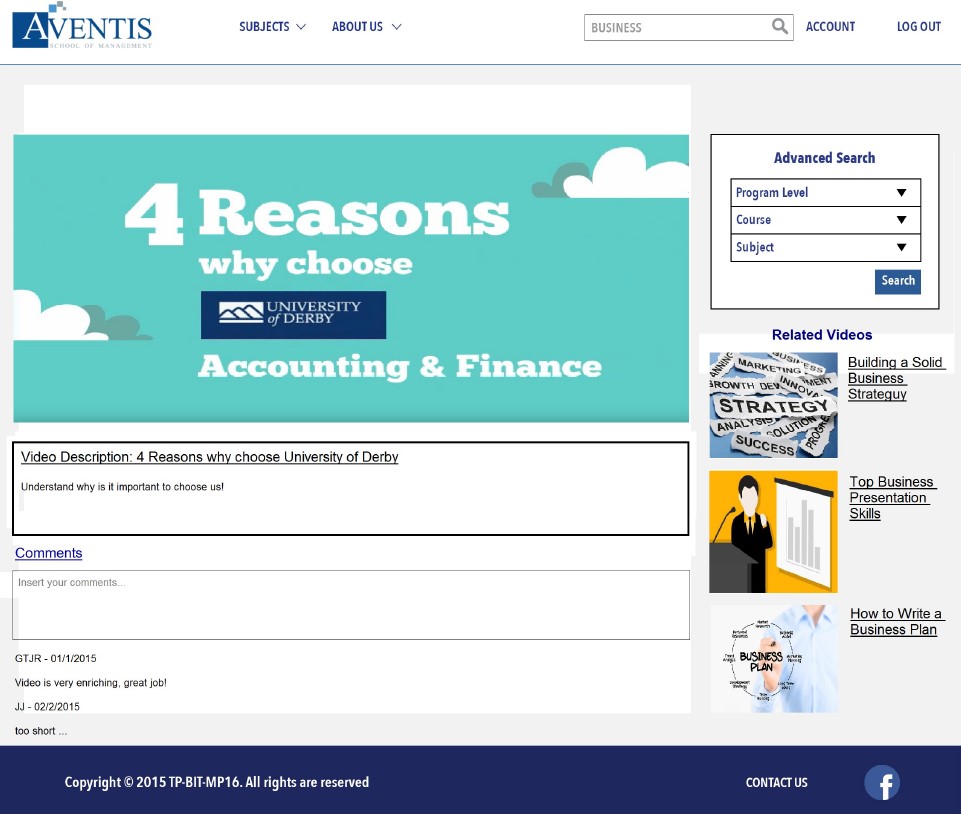 AVENTIS
SCHOOL OF MANAGEMENT
SUBJECTS
ABOUT US
BUSINESS
ACCOUNT
LOG OUT
4 Reasons
why choose
UNIVERSITY
of DERBY
Accounting & Finance
Advanced Search
Program Level
Course
Subject
Search
Related Videos
MARKETING
BUSINESS
GROWTH
STRATEGY
ANALYSIS
SOLUTION
SUCCESS
Building a Solid
Business
Strateguy
Top Business
Presentation
Skills
BUSINESS
PLAN
How to Write a
Business Plan
Video Description: 4 Reasons why choose University of Derby
Understand why is it important to choose us!
Comments
Insert your comments...
GTJR - 01/1/2015
Video is very enriching, great job!
JJ - 02/2/2015
too short ...
Copyright © 2015 TP-BIT-MP16. All rights are reserved
CONTACT US
f